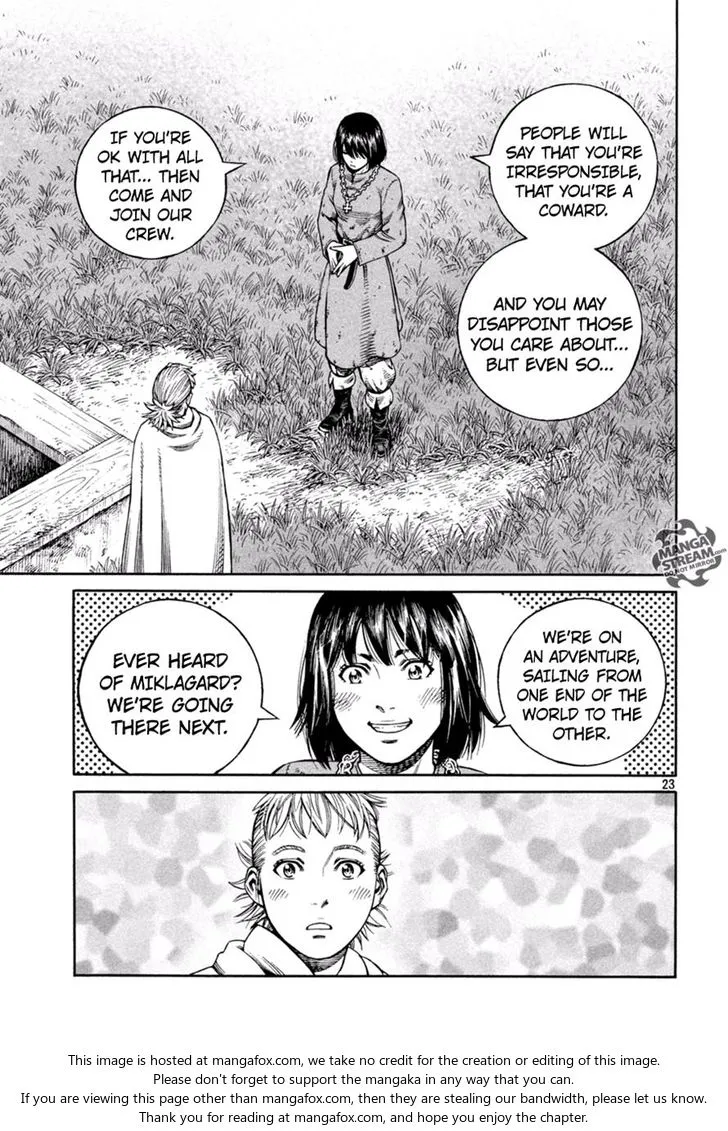 PEOPLE WILL
SAY THAT YOU'RE
IRRESPONSIBLE,
THAT YOU'RE A
COWARD.
AND YOU MAY
DISAPPOINT THOSE
YOU CARE ABOUT...
BUT EVEN SO...
IF YOU'RE
OK WITH ALL
THAT... THEN
COME AND
JOIN OUR
CREW.
MANGA
STREAM.com
DO NOT MIRROR!
WE'RE ON
AN ADVENTURE,
SAILING FROM
ONE END OF THE
WORLD TO THE
OTHER.
EVER HEARD
OF MIKLAGARD?
WE'RE GOING
THERE NEXT.
23
This image is hosted at mangafox.com, we take no credit for the creation or editing of this image.
Please don't forget to support the mangaka in any way that you can.
If you are viewing this page other than mangafox.com, then they are stealing our bandwidth, please let us know.
Thank you for reading at mangafox.com, and hope you enjoy the chapter.